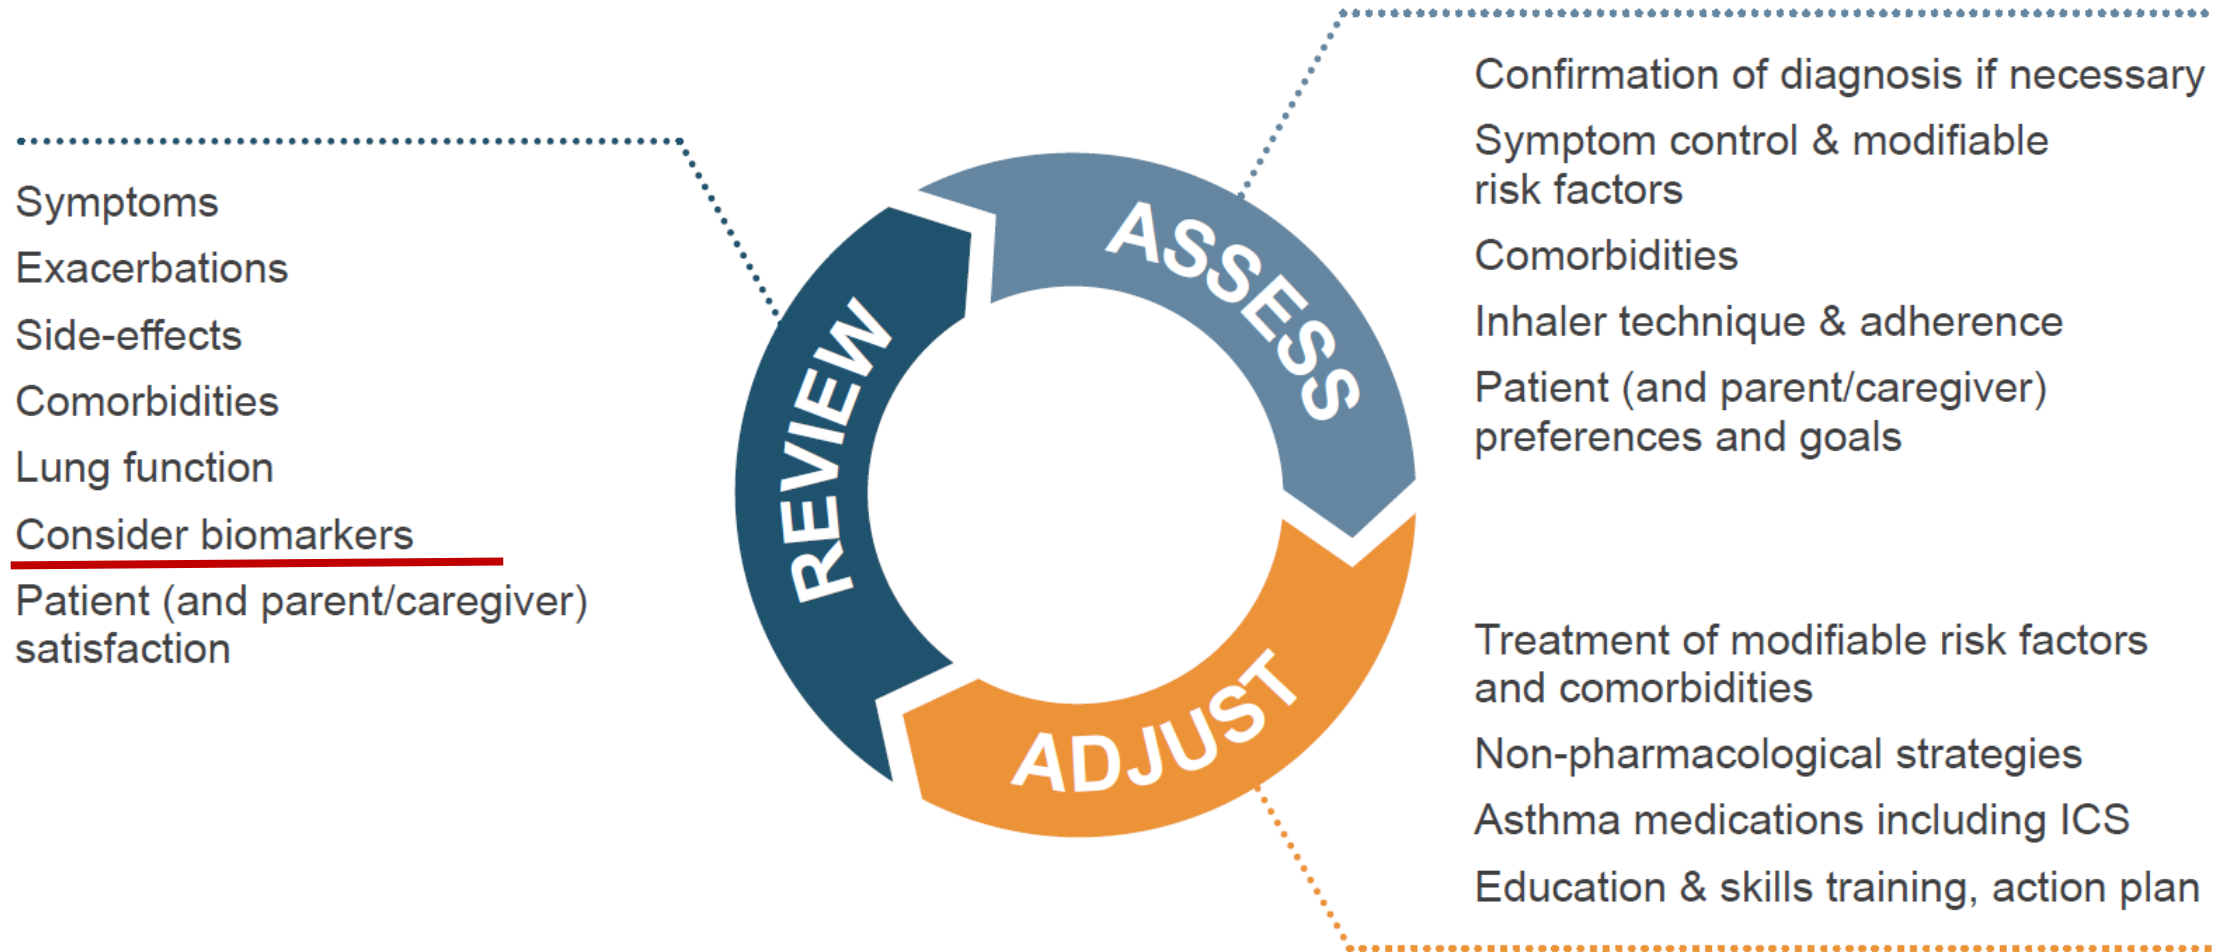 Symptoms
Exacerbations
Side-effects
Comorbidities
Lung function
Consider biomarkers
Patient (and parent/caregiver)
satisfaction
REVIEW
ASSESS
ADJUST
Confirmation of diagnosis if necessary
Symptom control & modifiable
risk factors
Comorbidities
Inhaler technique & adherence
Patient (and parent/caregiver)
preferences and goals
Treatment of modifiable risk factors
and comorbidities
Non-pharmacological strategies
Asthma medications including ICS
Education & skills training, action plan